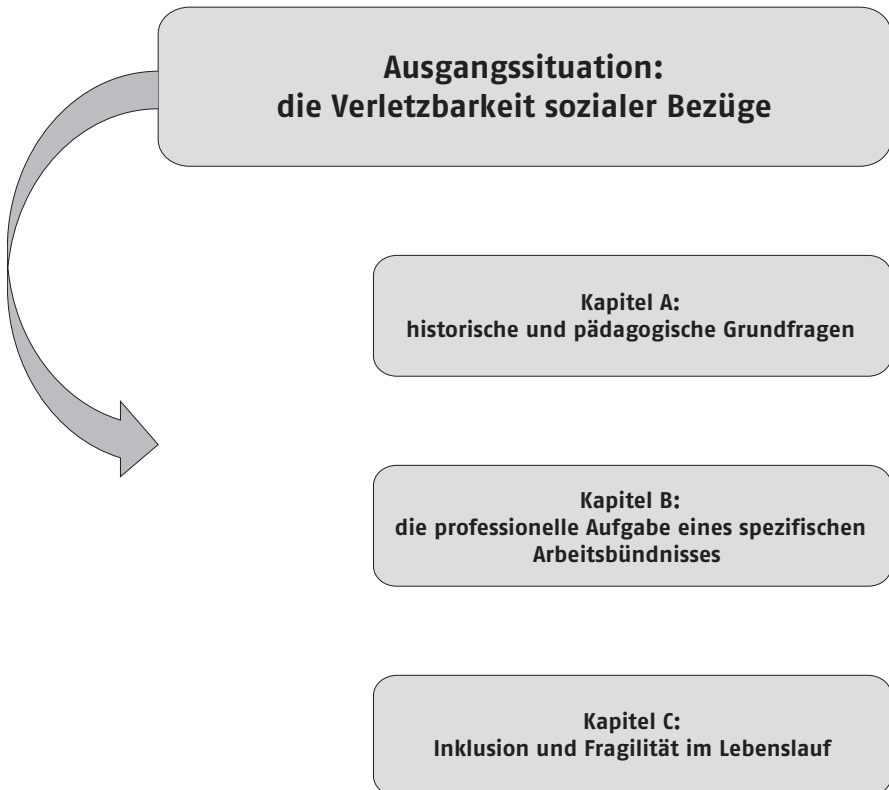 Ausgangssituation:
die Verletzbarkeit sozialer Bezüge
Kapitel A:
historische und pädagogische Grundfragen
Kapitel B:
die professionelle Aufgabe eines spezifischen
Arbeitsbündnisses
Kapitel C:
Inklusion und Fragilität im Lebenslauf